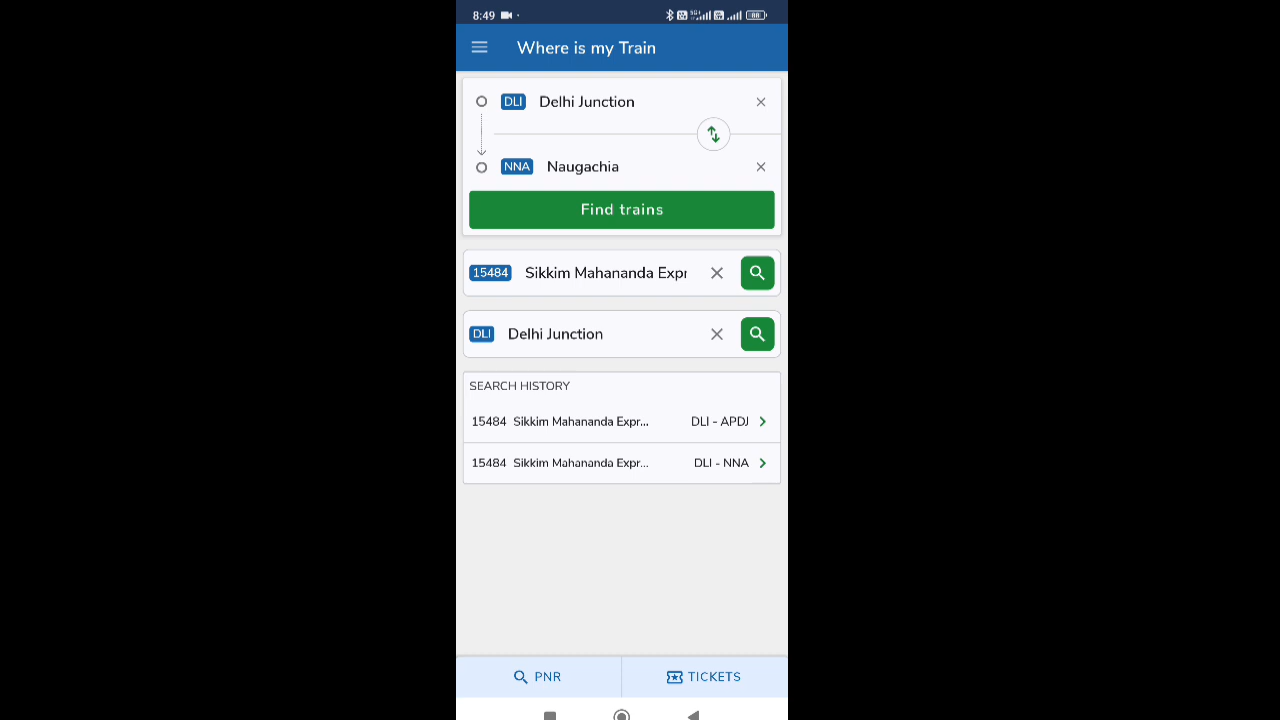 8:49
Where is my Train
DLI Delhi Junction
NNA Naugachia
Find trains
15484 Sikkim Mahananda Expr
DLI Delhi Junction
SEARCH HISTORY
15484 Sikkim Mahananda Expr... DLI - APDJ
15484 Sikkim Mahananda Expr... DLI - NNA
PNR TICKETS